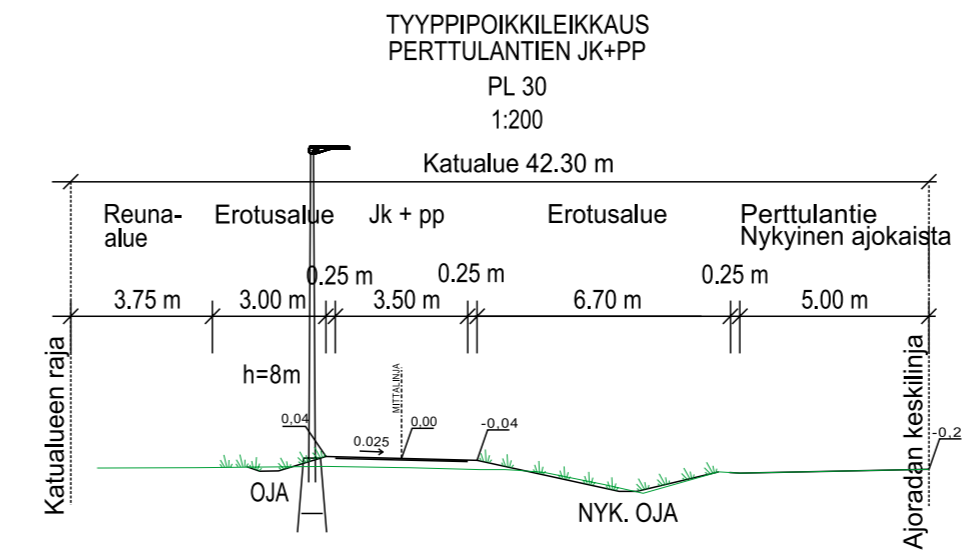 TYYPPIPOIKKILEIKKAUS
PERTTULANTIEN JK+PP
PL 30
1:200
Katualue 42.30 m
Reuna-
alue
Erotusalue
Jk + pp
Erotusalue
Perttulantie
Nykyinen ajokaista
3.75 m
3.00 m
0.25 m
3.50 m
0.25 m
6.70 m
0.25 m
5.00 m
Katualueen raja
h=8m
MITTALINJA
Ajoradan keskilinja
0,04
0.025
0,00
-0,04
-0,2
OJA
NYK. OJA